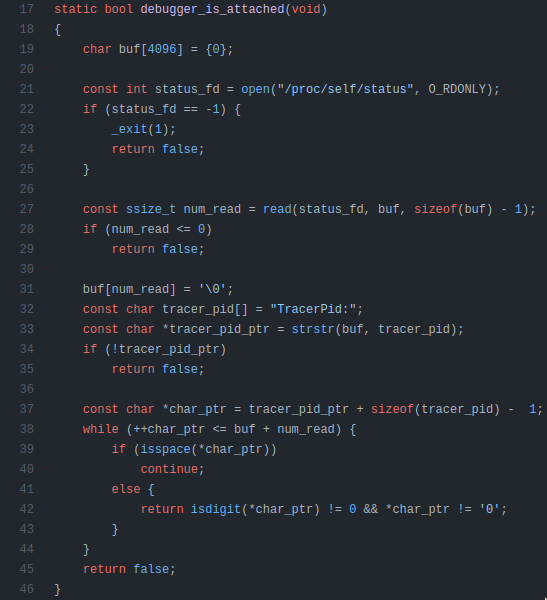 17 static bool debugger_is_attached(void)
18 {
19     char buf[4096] = {0};
20
21     const int status_fd = open("/proc/self/status", O_RDONLY);
22     if (status_fd == -1) {
23         _exit(1);
24         return false;
25     }
26
27     const ssize_t num_read = read(status_fd, buf, sizeof(buf) - 1);
28     if (num_read <= 0)
29         return false;
30
31     buf[num_read] = '\0';
32     const char tracer_pid[] = "TracerPid:";
33     const char *tracer_pid_ptr = strstr(buf, tracer_pid);
34     if (!tracer_pid_ptr)
35         return false;
36
37     const char *char_ptr = tracer_pid_ptr + sizeof(tracer_pid) -  1;
38     while (++char_ptr <= buf + num_read) {
39         if (isspace(*char_ptr))
40             continue;
41         else {
42             return isdigit(*char_ptr) != 0 && *char_ptr != '0';
43         }
44     }
45     return false;
46 }